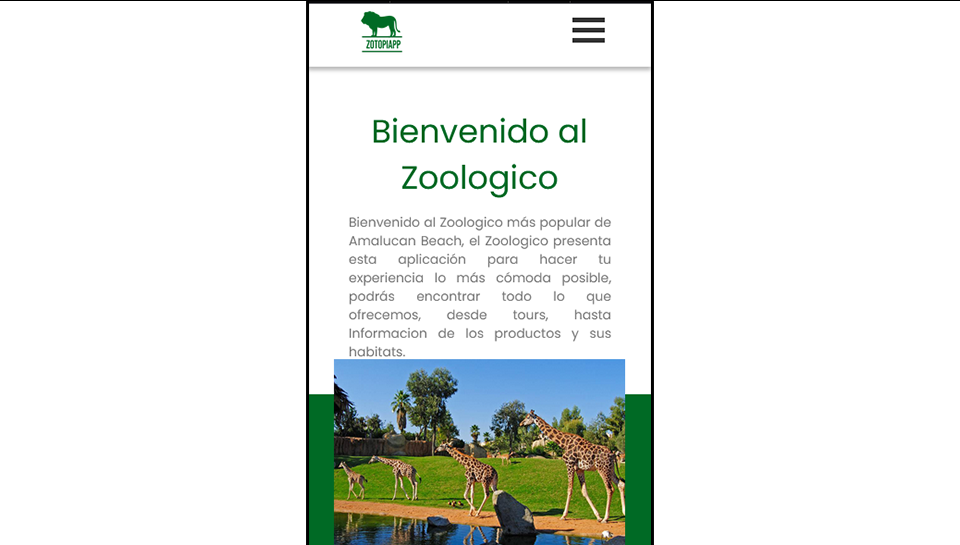 ZOTOPIAPP
Bienvenido al
Zoologico
Bienvenido al Zoologico más popular de
Amalucan Beach, el Zoologico presenta
esta aplicación para hacer tu
experiencia lo más cómoda posible,
podrás encontrar todo lo que
ofrecemos, desde tours, hasta
Informacion de los productos y sus
habitats.